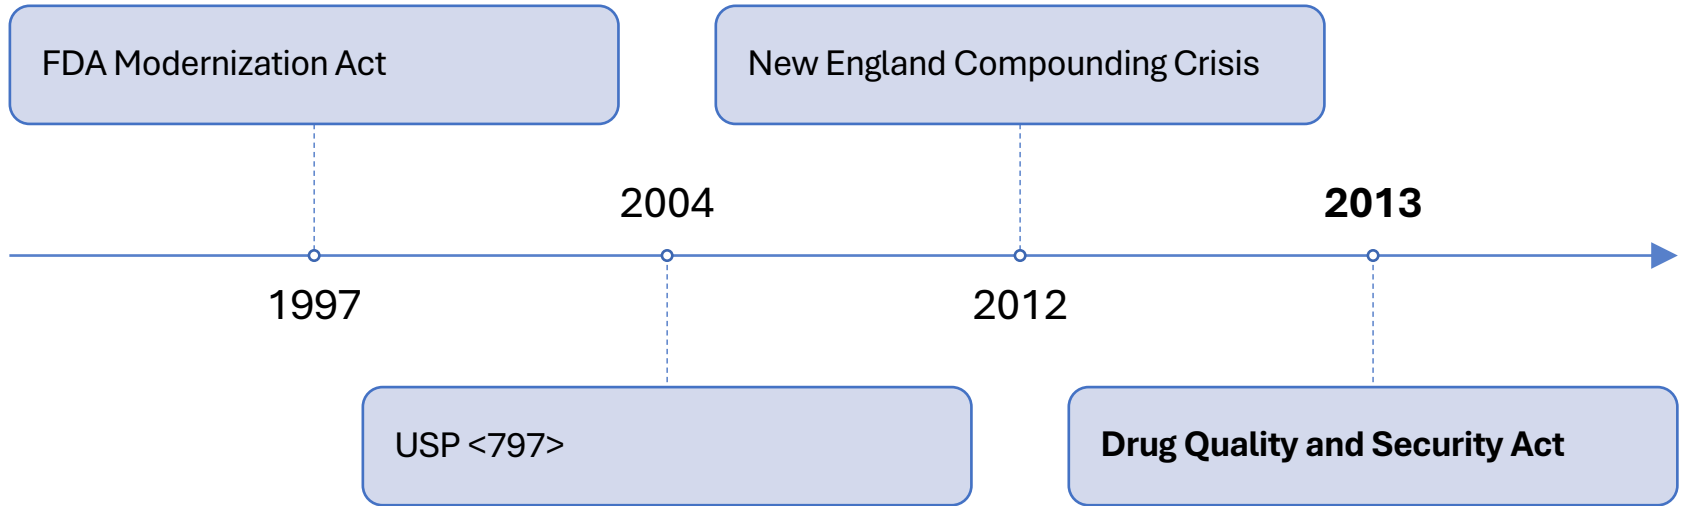 FDA Modernization Act
New England Compounding Crisis
2004
2013
1997
2012
USP <797>
Drug Quality and Security Act